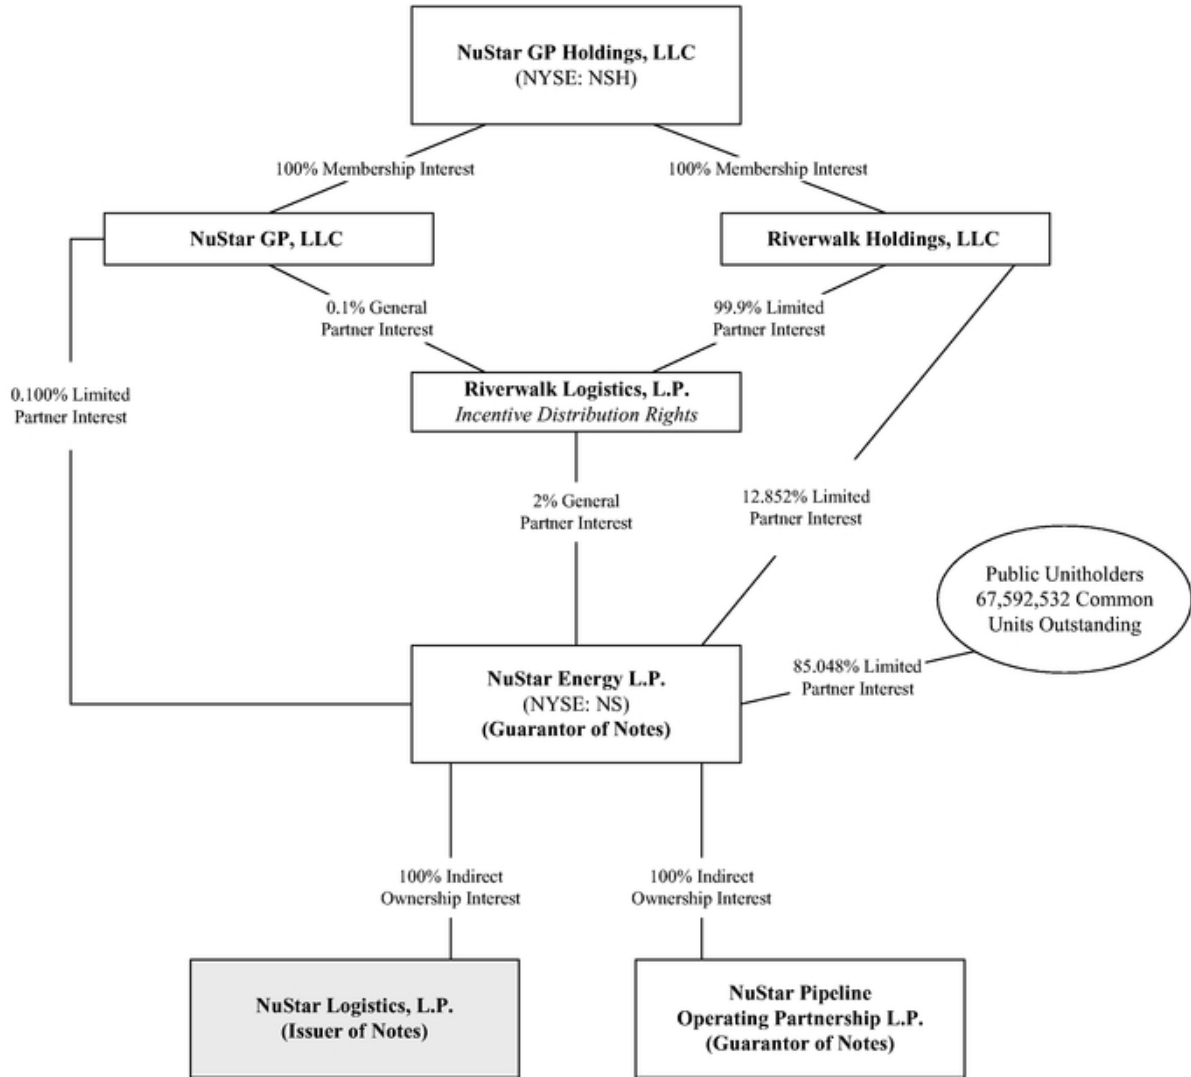 NuStar GP Holdings, LLC
(NYSE: NSH)
100% Membership Interest
100% Membership Interest
NuStar GP, LLC
Riverwalk Holdings, LLC
0.1% General
Partner Interest
99.9% Limited
Partner Interest
0.100% Limited
Partner Interest
Riverwalk Logistics, L.P.
Incentive Distribution Rights
2% General
Partner Interest
12.852% Limited
Partner Interest
Public Unitholders
67,592,532 Common
Units Outstanding
85.048% Limited
Partner Interest
NuStar Energy L.P.
(NYSE: NS)
(Guarantor of Notes)
100% Indirect
Ownership Interest
100% Indirect
Ownership Interest
NuStar Logistics, L.P.
(Issuer of Notes)
NuStar Pipeline
Operating Partnership L.P.
(Guarantor of Notes)